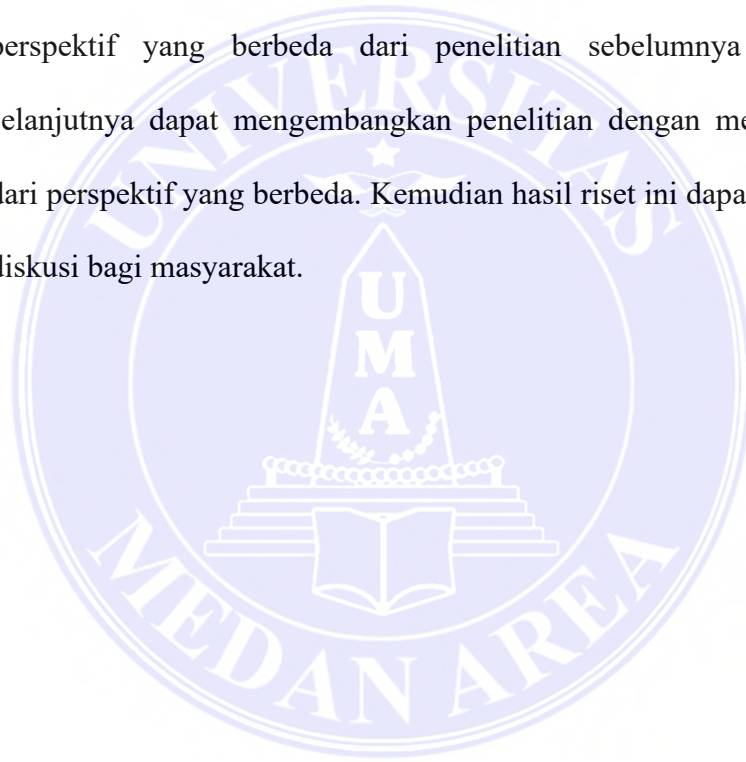 perspektif yang berbeda dari penelitian sebelumnya
elanjutnya dapat mengembangkan penelitian dengan me
dari perspektif yang berbeda. Kemudian hasil riset ini dapa
diskusi bagi masyarakat.
UNIVERSITAS
UMA
MEDAN AREA